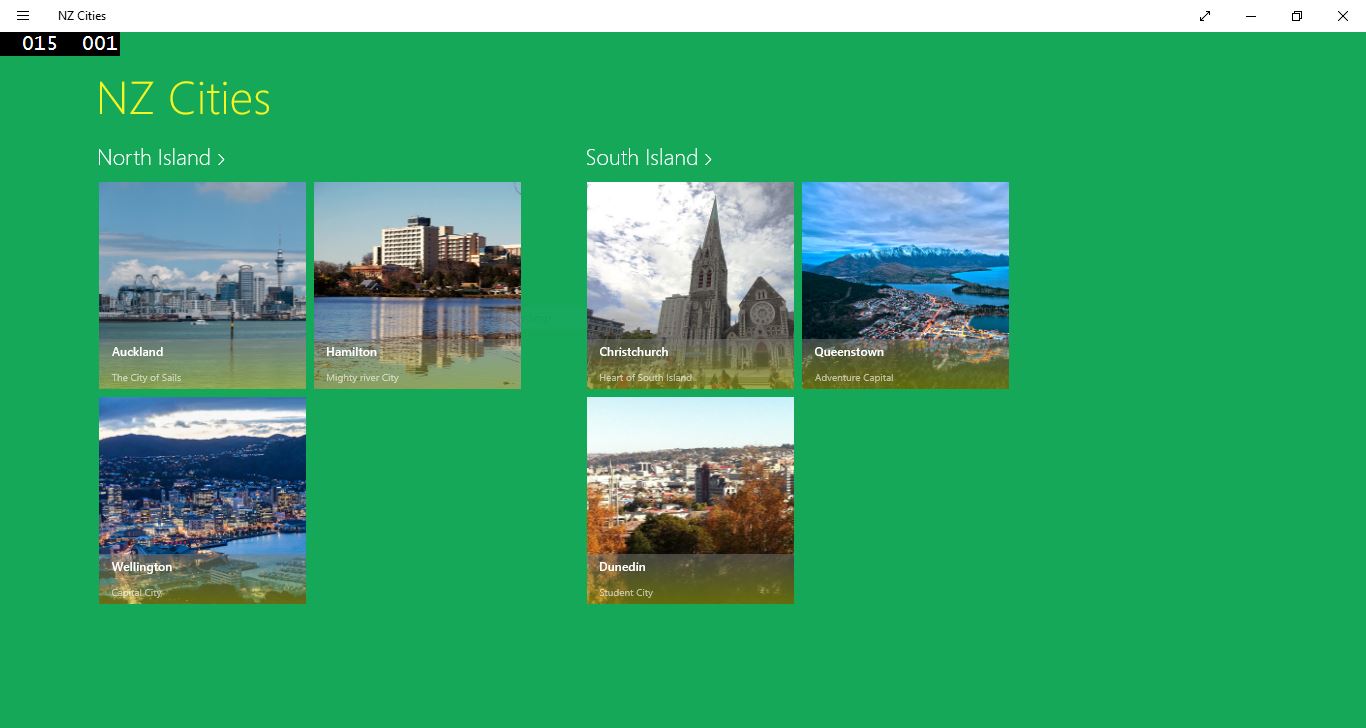 NZ Cities
015 001
NZ Cities
North Island >
South Island >
Auckland
The City of Sails
Hamilton
Mighty river City
Wellington
Capital City
Christchurch
Heart of South Island
Queenstown
Adventure Capital
Dunedin
Student City